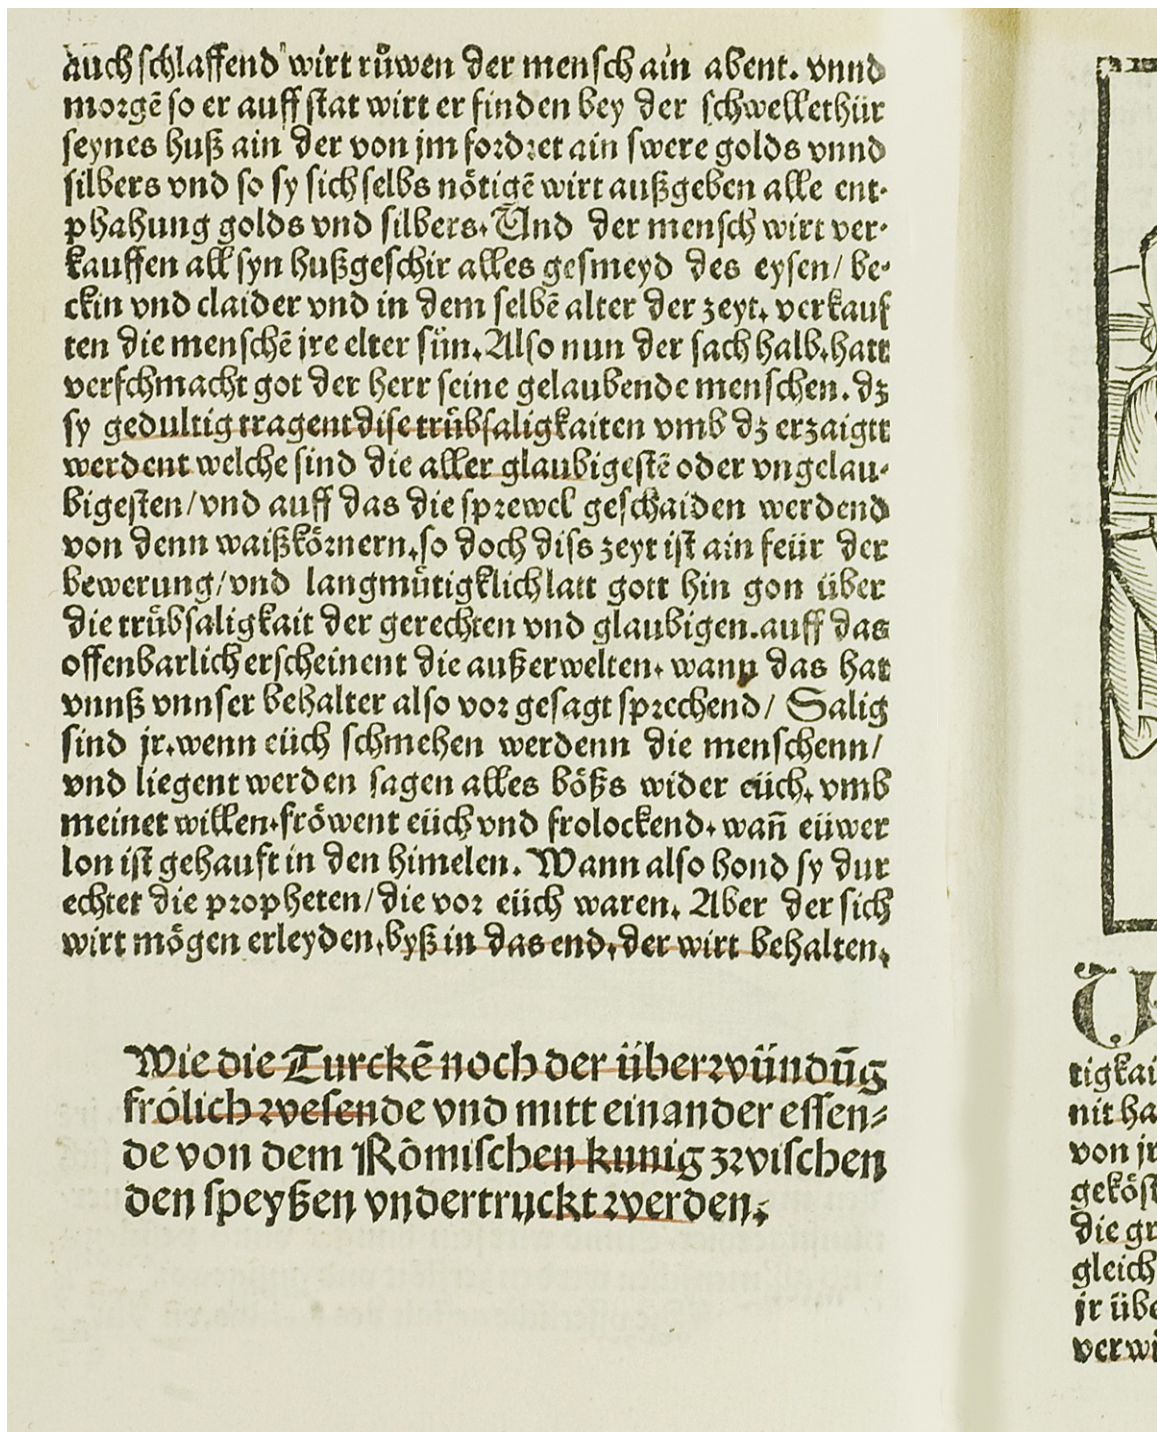 auch schlaffend wirt růwen der mensch ain abent. vnnd
morgē so er auff stat wirt er finden bey der schwellethür
seynes huß ain der von jm fordret ain swere golds vnnd
silbers vnd so sy sich selbs nötigē wirt außgeben alle ent-
phahung golds vnd silbers. Und der mensch wirt ver-
kauffen all syn hußgeschir alles gesmeyd des eysen/ be-
ckin vnd claider vnd in dem selbē alter der zeyt. verkauf
ten die menschē jre elter sün. Also nun der sach halb. hatt
verschmacht got der herr seine gelaubende menschen. dz
sy gedultig tragent dise trübsaligkaiten vmb dz erzaigtt
werdent welche sind die aller glaubigestē oder vngelau-
bigesten/ vnd auff das die sprewel geschaiden werdend
von denn waißkörnern. so doch diss zeyt ist ain feür der
bewerung/ vnd langmütigklich latt gott hin gon über
die trübsaligkait der gerechten vnd glaubigen. auff das
offenbarlich erscheinent die außerwelten. wann das hat
vnnß vnnser behalter also vor gesagt sprechend/ Salig
sind jr. wenn eüch schmehen werdenn die menschenn/
vnd liegent werden sagen alles bößs wider eüch. vmb
meinet willen. fröwent eüch vnd frolockend. wañ eüwer
lon ist gehauft in den himelen. Wann also hond sy dur
echtet die propheten/ die vor eüch waren. Aber der sich
wirt mögen erleyden. byß in das end. der wirt behalten.
Wie die Turckē noch der überwündūg
frölich wesende vnd mitt einander essen-
de von dem Römischen kunig zwischen
den speyßen vndertruckt werden.
U
tigkai
nit ha
von jr
geköst
die gr
gleich
jr übe
verwi